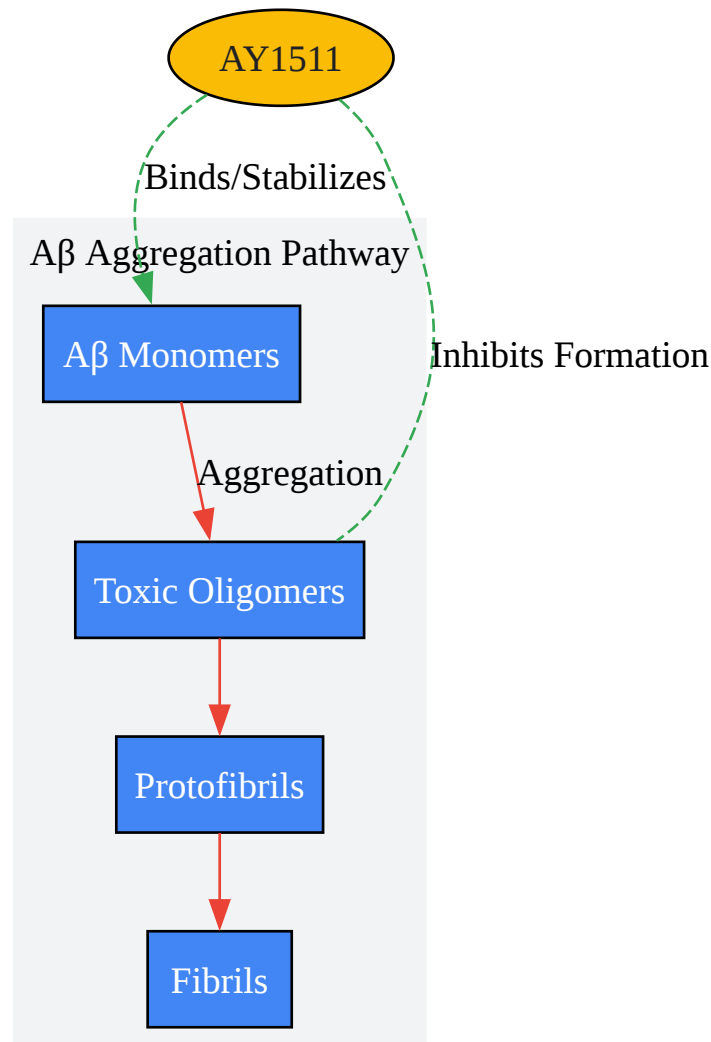 AY1511
Binds/Stabilizes
Aβ Aggregation Pathway
Aβ Monomers
Inhibits Formation
Aggregation
Toxic Oligomers
Protofibrils
Fibrils